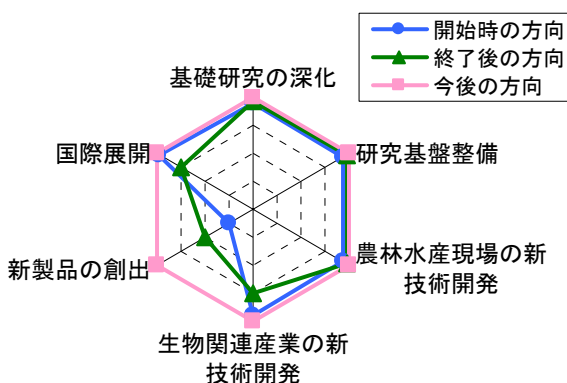 開始時の方向
終了後の方向
今後の方向
基礎研究の深化
国際展開
研究基盤整備
新製品の創出
農林水産現場の新
技術開発
生物関連産業の新
技術開発